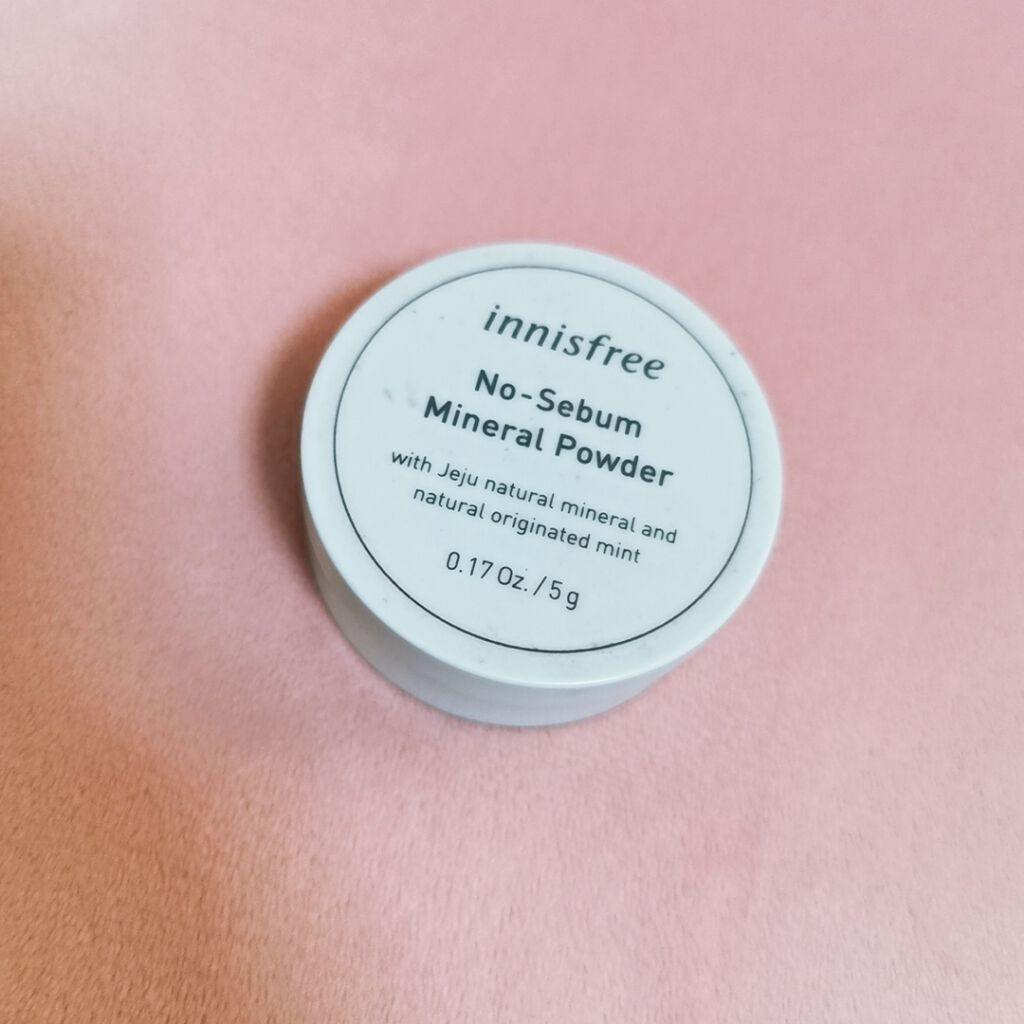 innisfree
No-Sebum
Mineral Powder
with Jeju natural mineral and
natural originated mint
0.17 Oz. / 5 g